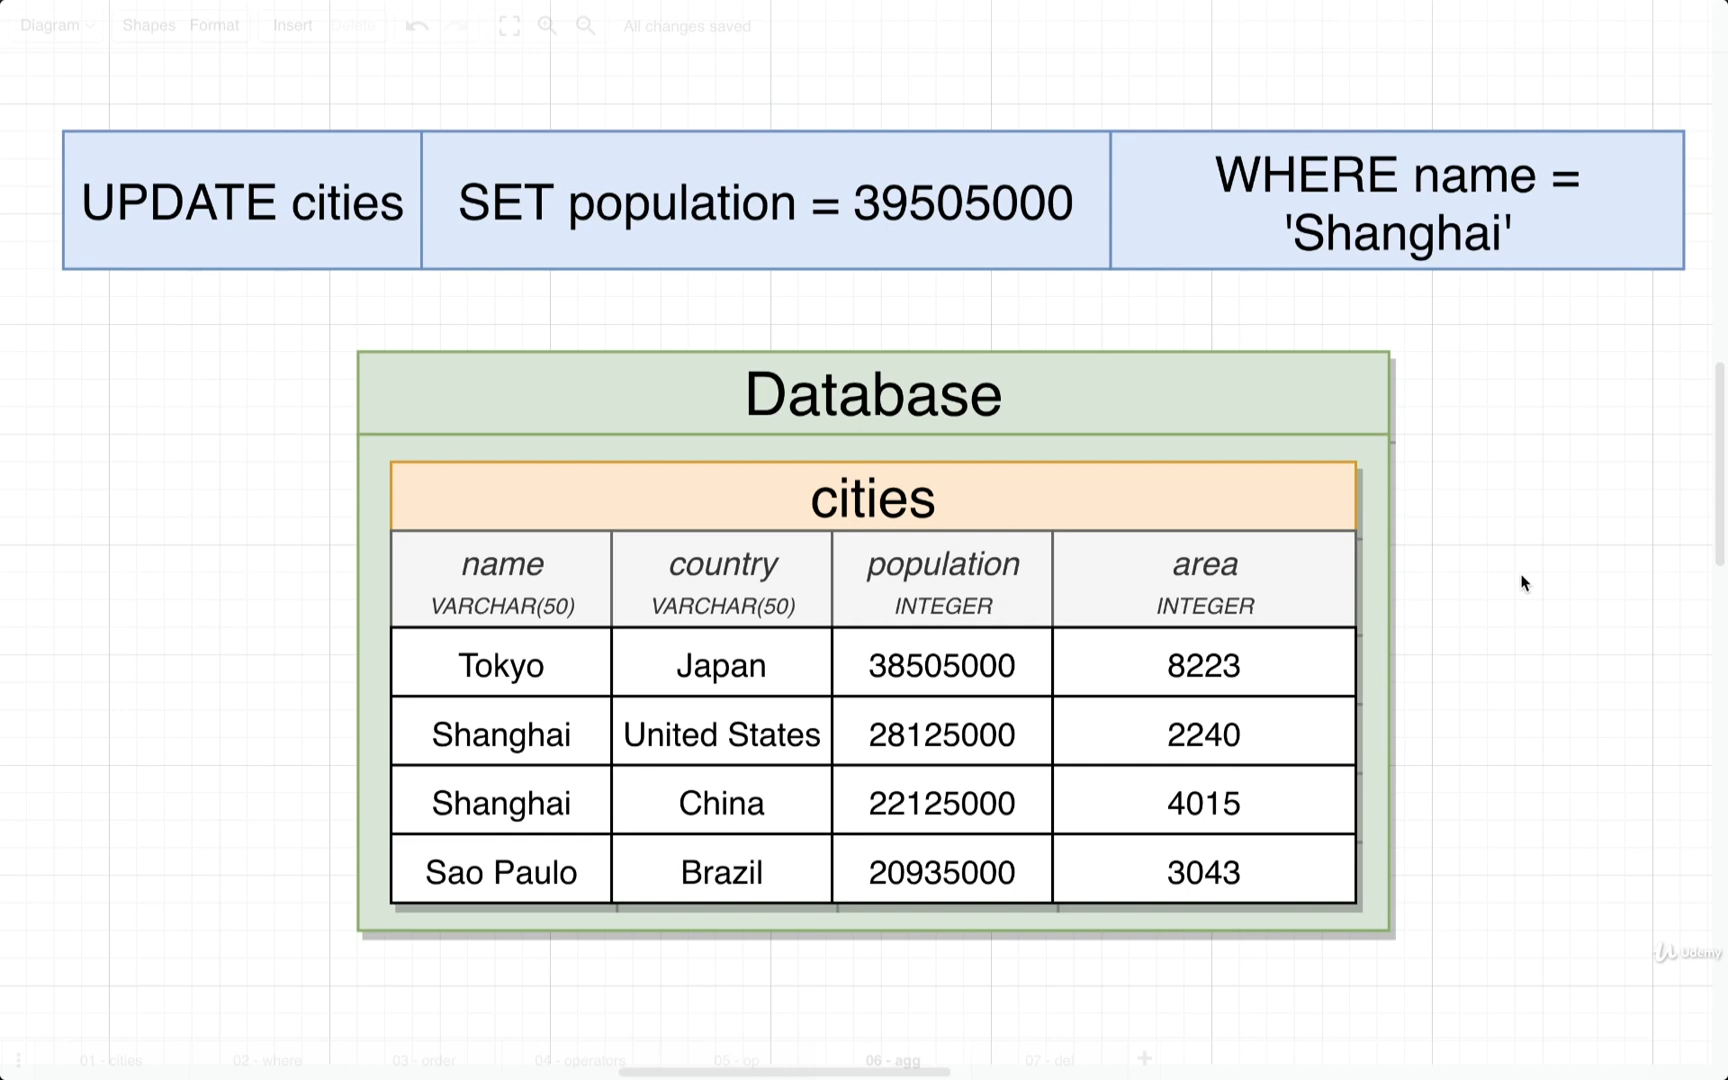 Diagram Shapes Format Insert Delete All changes saved
UPDATE cities
SET population = 39505000
WHERE name =
'Shanghai'
Database
cities
name country population area
VARCHAR(50) VARCHAR(50) INTEGER INTEGER
Tokyo Japan 38505000 8223
Shanghai United States 28125000 2240
Shanghai China 22125000 4015
Sao Paulo Brazil 20935000 3043
Udemy
01 - cities 02 - where 03 - order 04 - operators 05 - op 06 - agg 07 - del